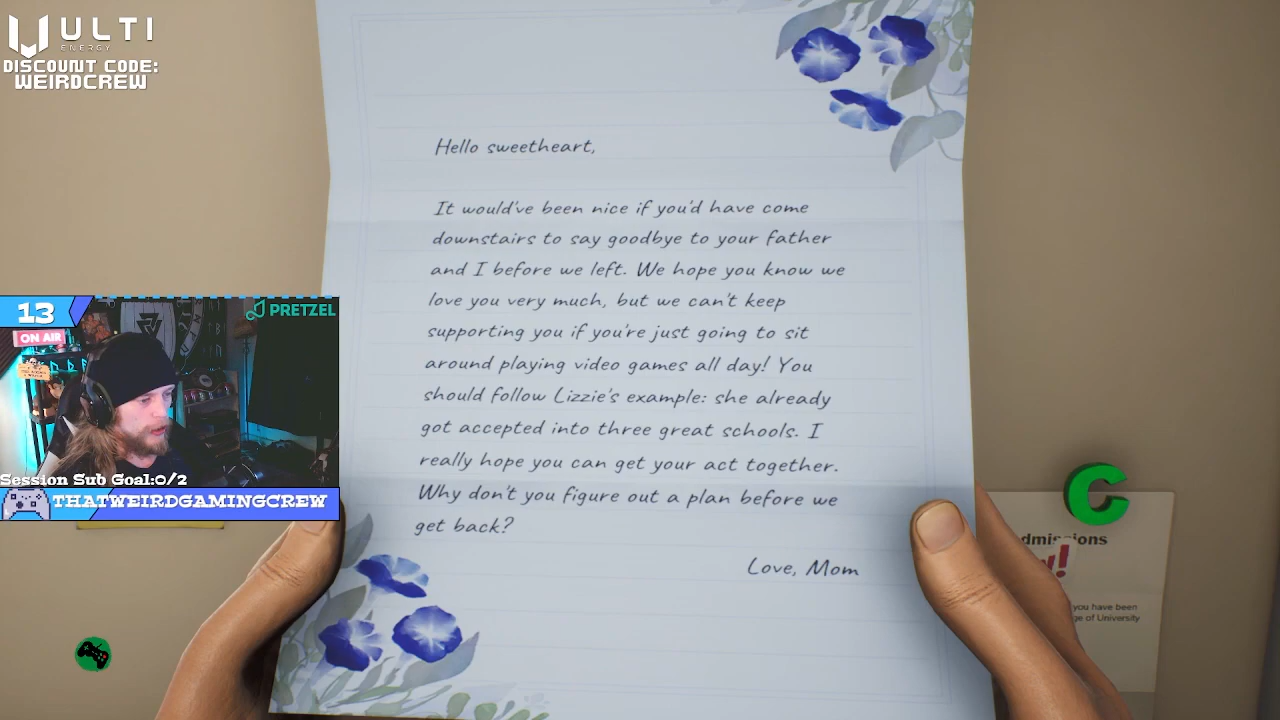 ULTI
ENERGY
DISCOUNT CODE:
WEIRDCREW
Hello sweetheart,
It would've been nice if you'd have come
downstairs to say goodbye to your father
and I before we left. We hope you know we
love you very much, but we can't keep
supporting you if you're just going to sit
around playing video games all day! You
should follow Lizzie's example: she already
got accepted into three great schools. I
really hope you can get your act together.
Why don't you figure out a plan before we
get back?
Love, Mom
13
ON AIR
PRETZEL
Session Sub Goal:0/2
THATWEIRDGAMINGCREW
C
dmissions
w!
you have been
ge of University